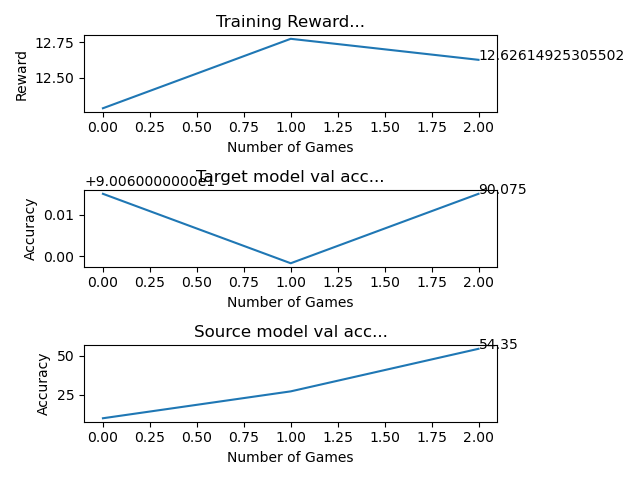 Training Reward...
12.75
12.50
Reward
12.62614925305502
0.00 0.25 0.50 0.75 1.00 1.25 1.50 1.75 2.00
Number of Games
+9.0060000000e1
Target model val acc...
90.075
0.01
0.00
Accuracy
0.00 0.25 0.50 0.75 1.00 1.25 1.50 1.75 2.00
Number of Games
Source model val acc...
54.35
50
25
Accuracy
0.00 0.25 0.50 0.75 1.00 1.25 1.50 1.75 2.00
Number of Games